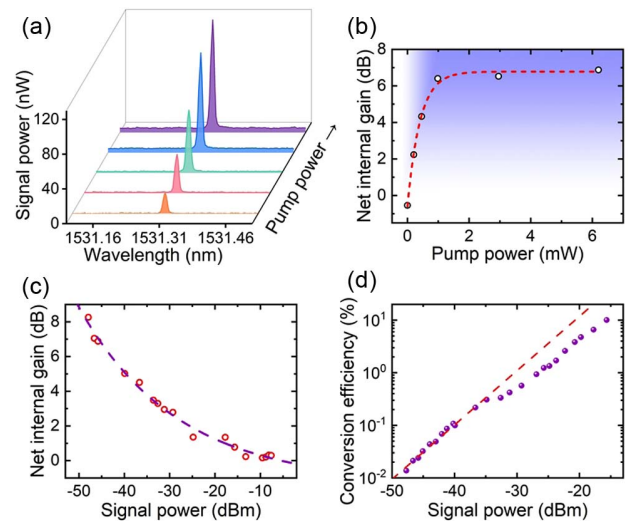 (a)
Signal power (nW)
120
80
40
0
1531.16 1531.31 1531.46
Wavelength (nm)
Pump power →
(b)
Net internal gain (dB)
8
6
4
2
0
0 2 4 6
Pump power (mW)
(c)
Net internal gain (dB)
8
6
4
2
0
-50 -40 -30 -20 -10
Signal power (dBm)
(d)
Conversion efficiency (%)
10¹
10⁰
10⁻¹
10⁻²
-50 -40 -30 -20
Signal power (dBm)